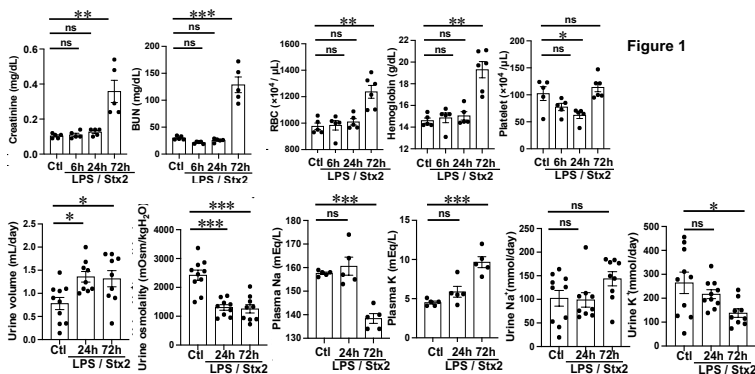 Figure 1
**
ns
ns
Creatinine (mg/dL)
0.6
0.4
0.2
0.0
Ctl 6h 24h 72h
LPS / Stx2
***
ns
ns
BUN (mg/dL)
200
150
100
50
0
Ctl 6h 24h 72h
LPS / Stx2
**
ns
ns
RBC (×10⁴/ μL)
1600
1400
1200
1000
Ctl 6h 24h 72h
LPS / Stx2
**
ns
ns
Hemoglobin (g/dL)
22
20
18
16
14
Ctl 6h 24h 72h
LPS / Stx2
ns
*
ns
Platelet (×10⁴ /μL)
200
150
100
50
0
Ctl 6h 24h 72h
LPS / Stx2
*
*
Urine volume (mL/day)
2.5
2.0
1.5
1.0
0.5
0.0
Ctl 24h 72h
LPS / Stx2
***
***
Urine osmolality (mOsm/kgH₂O)
4000
3000
2000
1000
0
Ctl 24h 72h
LPS / Stx2
***
ns
Plasma Na (mEq/L)
180
160
140
Ctl 24h 72h
LPS / Stx2
***
ns
Plasma K (mEq/L)
15
10
5
0
Ctl 24h 72h
LPS / Stx2
ns
ns
Urine Na (mmol/day)
250
200
150
100
50
0
Ctl 24h 72h
LPS / Stx2
*
ns
Urine K (mmol/day)
500
400
300
200
100
0
Ctl 24h 72h
LPS / Stx2